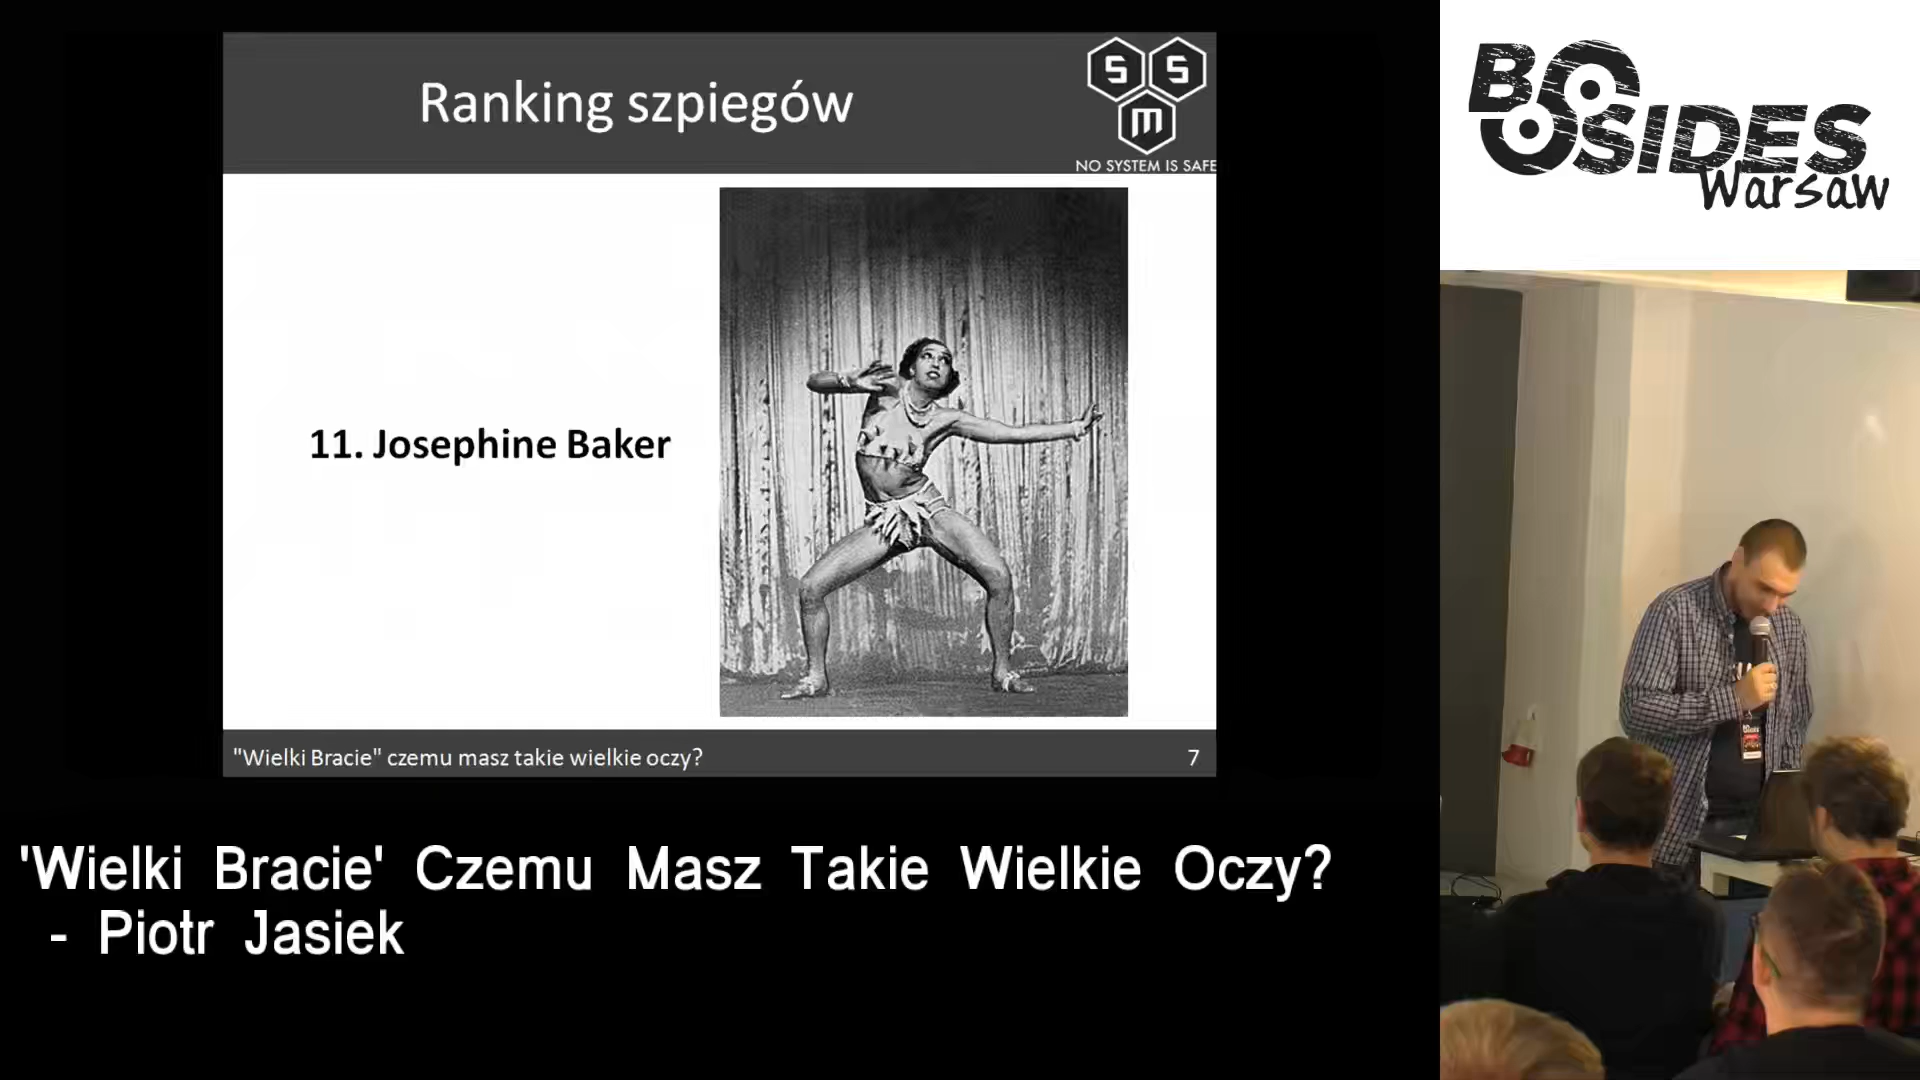 Ranking szpiegów
S S
m
NO SYSTEM IS SAFE
11. Josephine Baker
"Wielki Bracie" czemu masz takie wielkie oczy?
7
'Wielki Bracie' Czemu Masz Takie Wielkie Oczy?
- Piotr Jasiek
BSIDES
Warsaw